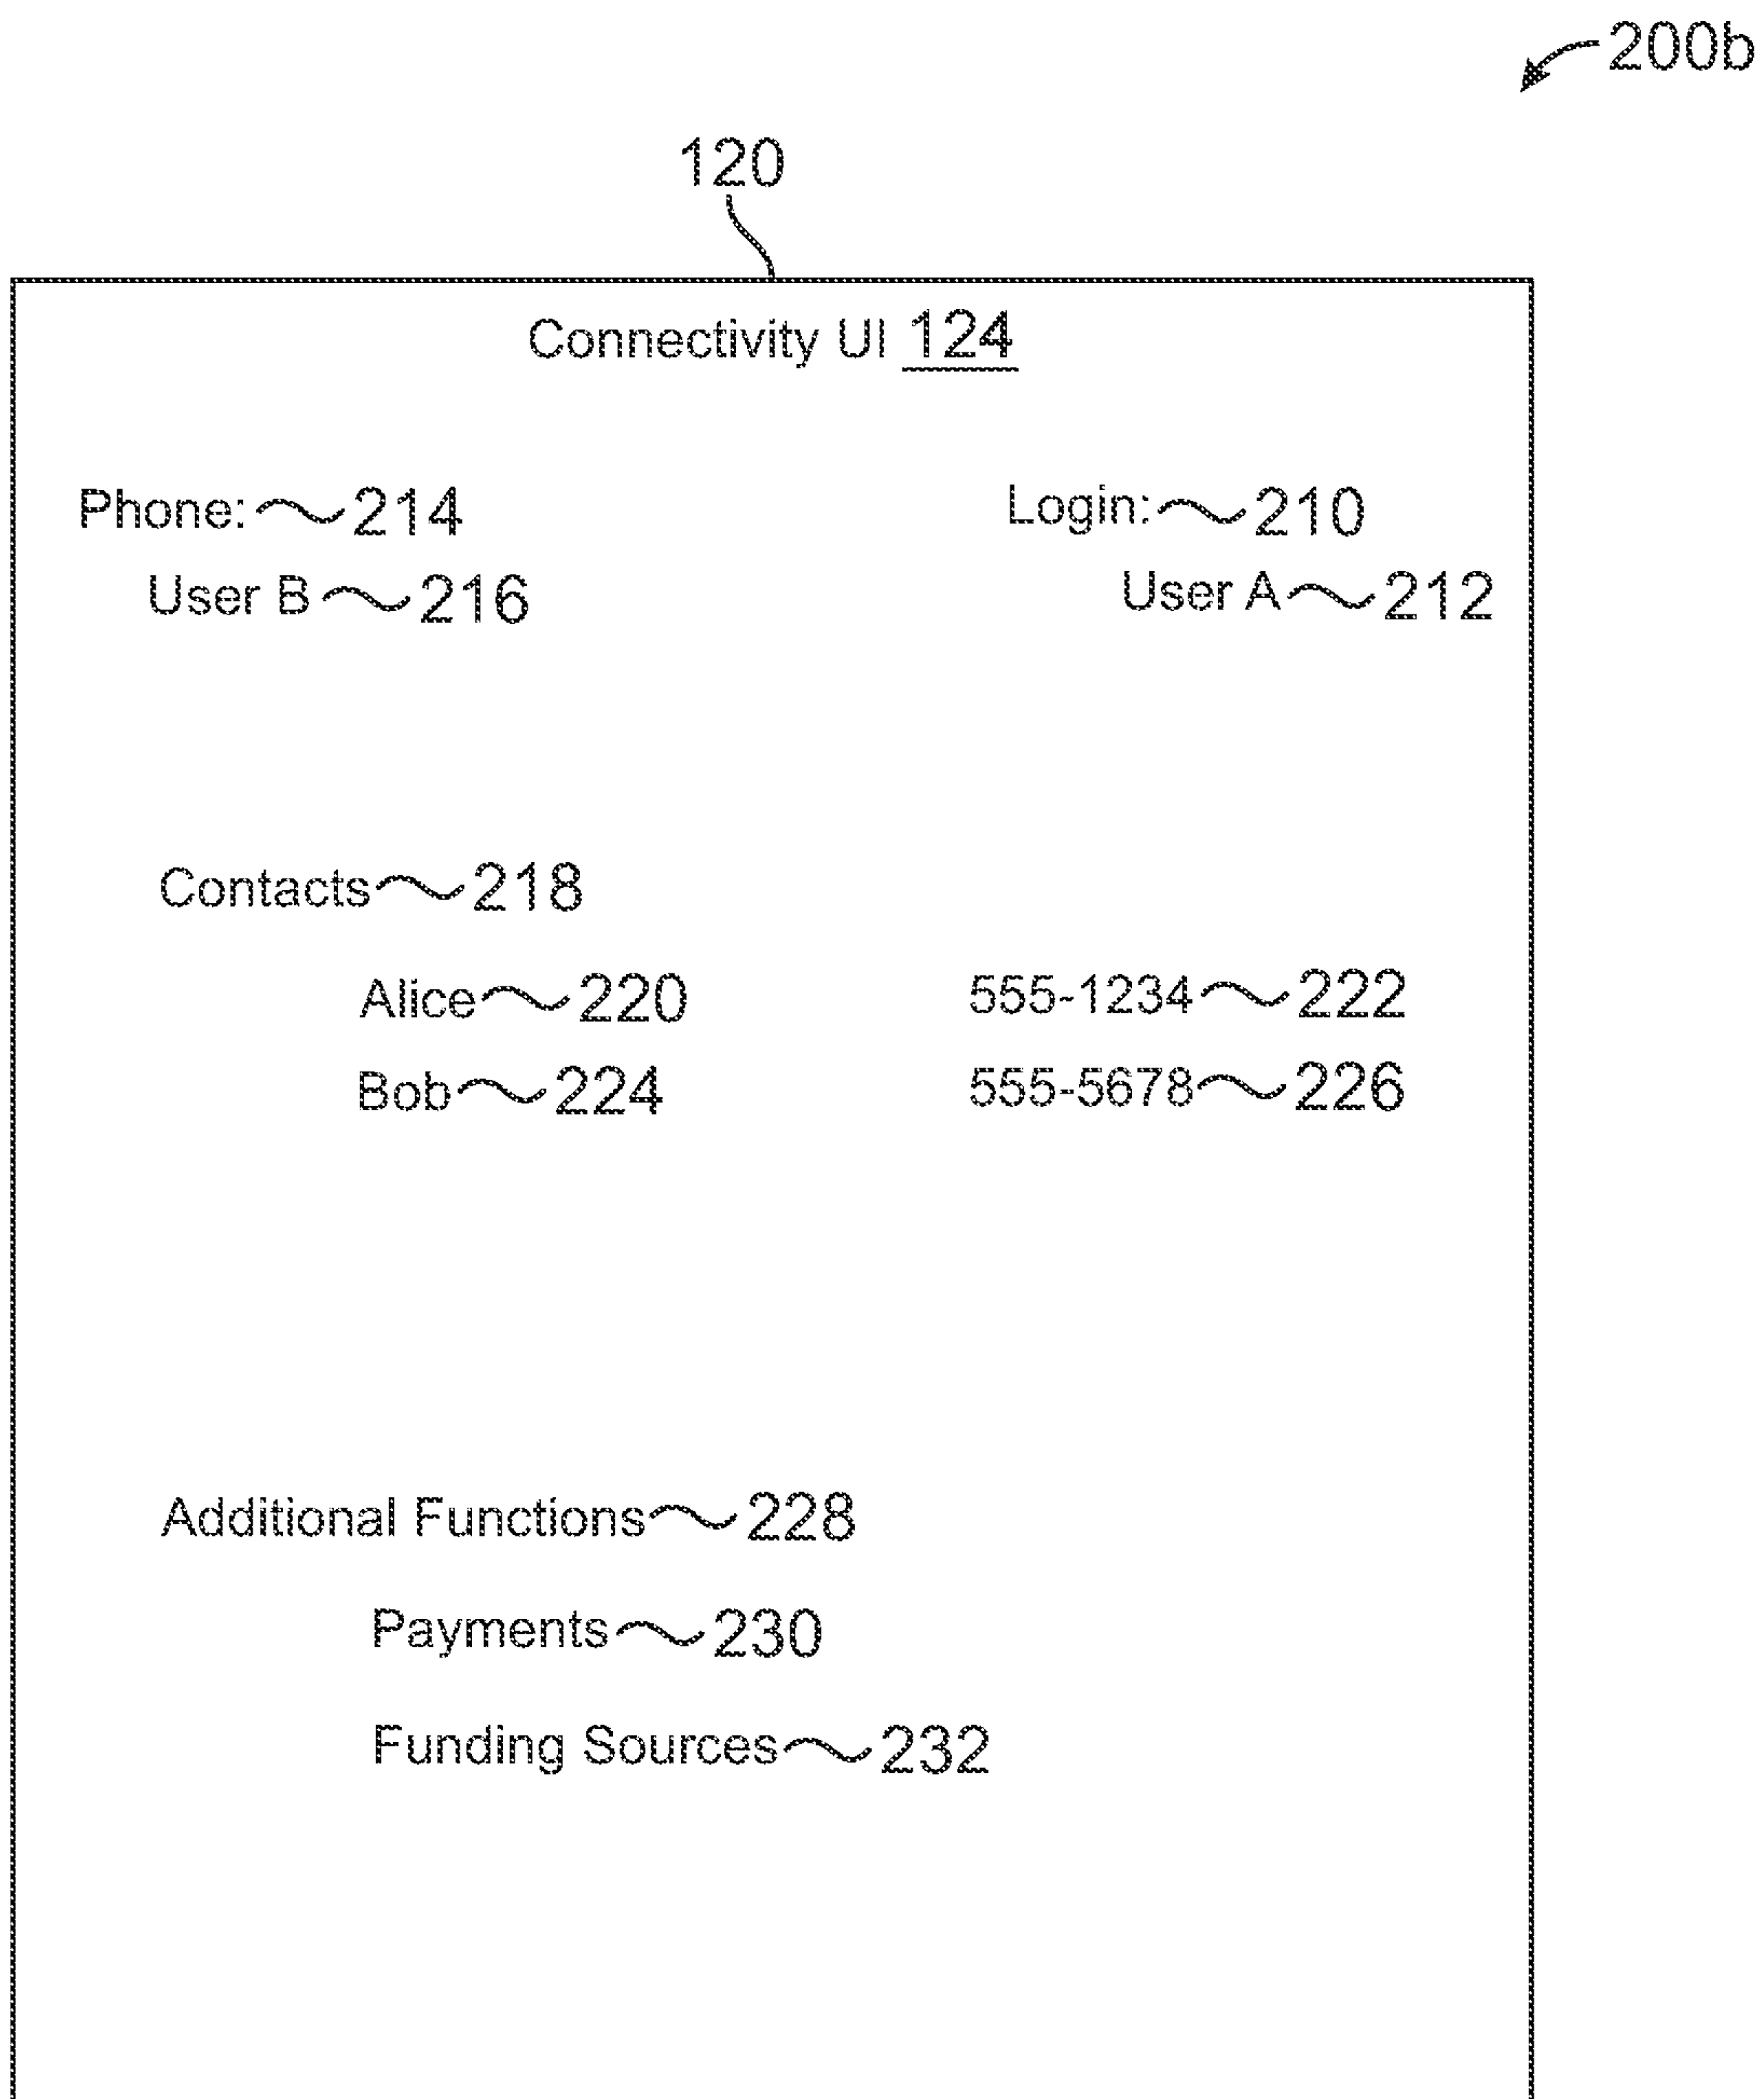 200b
120
Connectivity UI 124
Phone: 214 Login: 210
User B 216 User A 212
Contacts 218
Alice 220 555-1234 222
Bob 224 555-5678 226
Additional Functions 228
Payments 230
Funding Sources 232